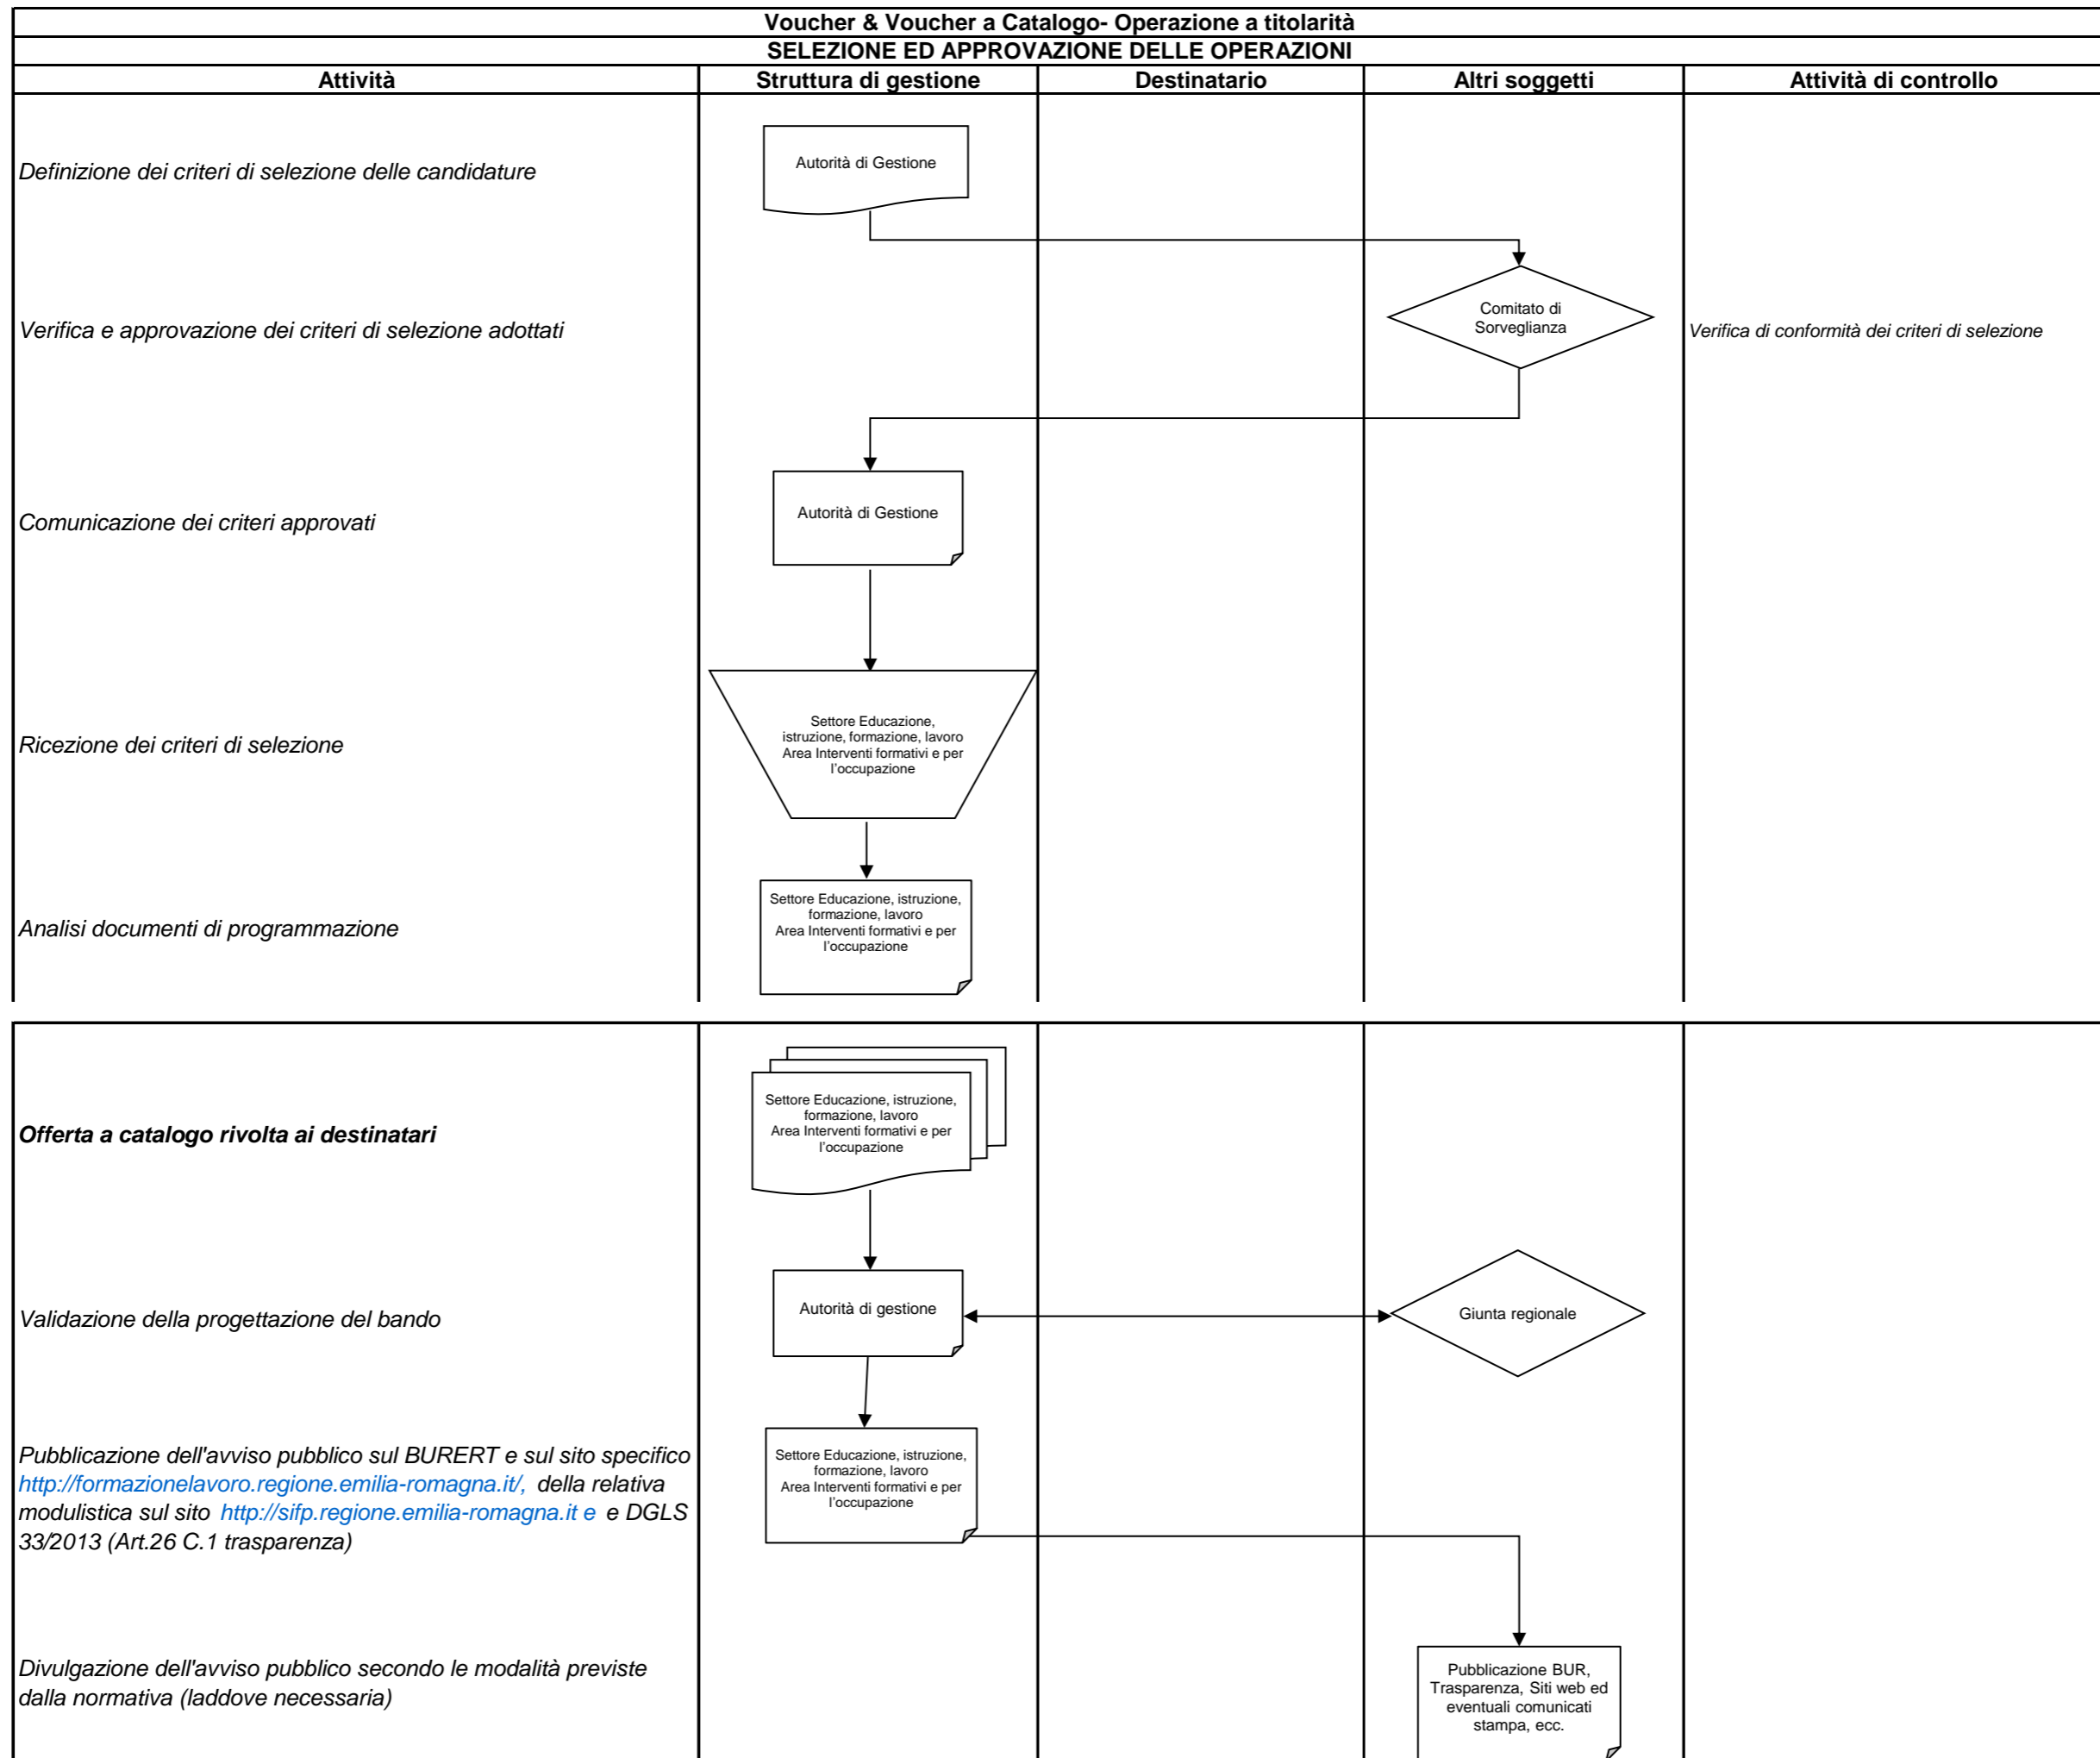 Voucher & Voucher a Catalogo- Operazione a titolarità
SELEZIONE ED APPROVAZIONE DELLE OPERAZIONI
Attività
Struttura di gestione
Destinatario
Altri soggetti
Attività di controllo
Definizione dei criteri di selezione delle candidature
Autorità di Gestione
Verifica e approvazione dei criteri di selezione adottati
Comitato di
Sorveglianza
Verifica di conformità dei criteri di selezione
Comunicazione dei criteri approvati
Autorità di Gestione
Ricezione dei criteri di selezione
Settore Educazione,
istruzione, formazione, lavoro
Area Interventi formativi e per
l'occupazione
Analisi documenti di programmazione
Settore Educazione, istruzione,
formazione, lavoro
Area Interventi formativi e per
l'occupazione
Offerta a catalogo rivolta ai destinatari
Settore Educazione, istruzione,
formazione, lavoro
Area Interventi formativi e per
l'occupazione
Validazione della progettazione del bando
Autorità di gestione
Giunta regionale
Pubblicazione dell'avviso pubblico sul BURERT e sul sito specifico
http://formazionelavoro.regione.emilia-romagna.it/, della relativa
modulistica sul sito http://sifp.regione.emilia-romagna.it e e DGLS
33/2013 (Art.26 C.1 trasparenza)
Settore Educazione, istruzione,
formazione, lavoro
Area Interventi formativi e per
l'occupazione
Divulgazione dell'avviso pubblico secondo le modalità previste
dalla normativa (laddove necessaria)
Pubblicazione BUR,
Trasparenza, Siti web ed
eventuali comunicati
stampa, ecc.